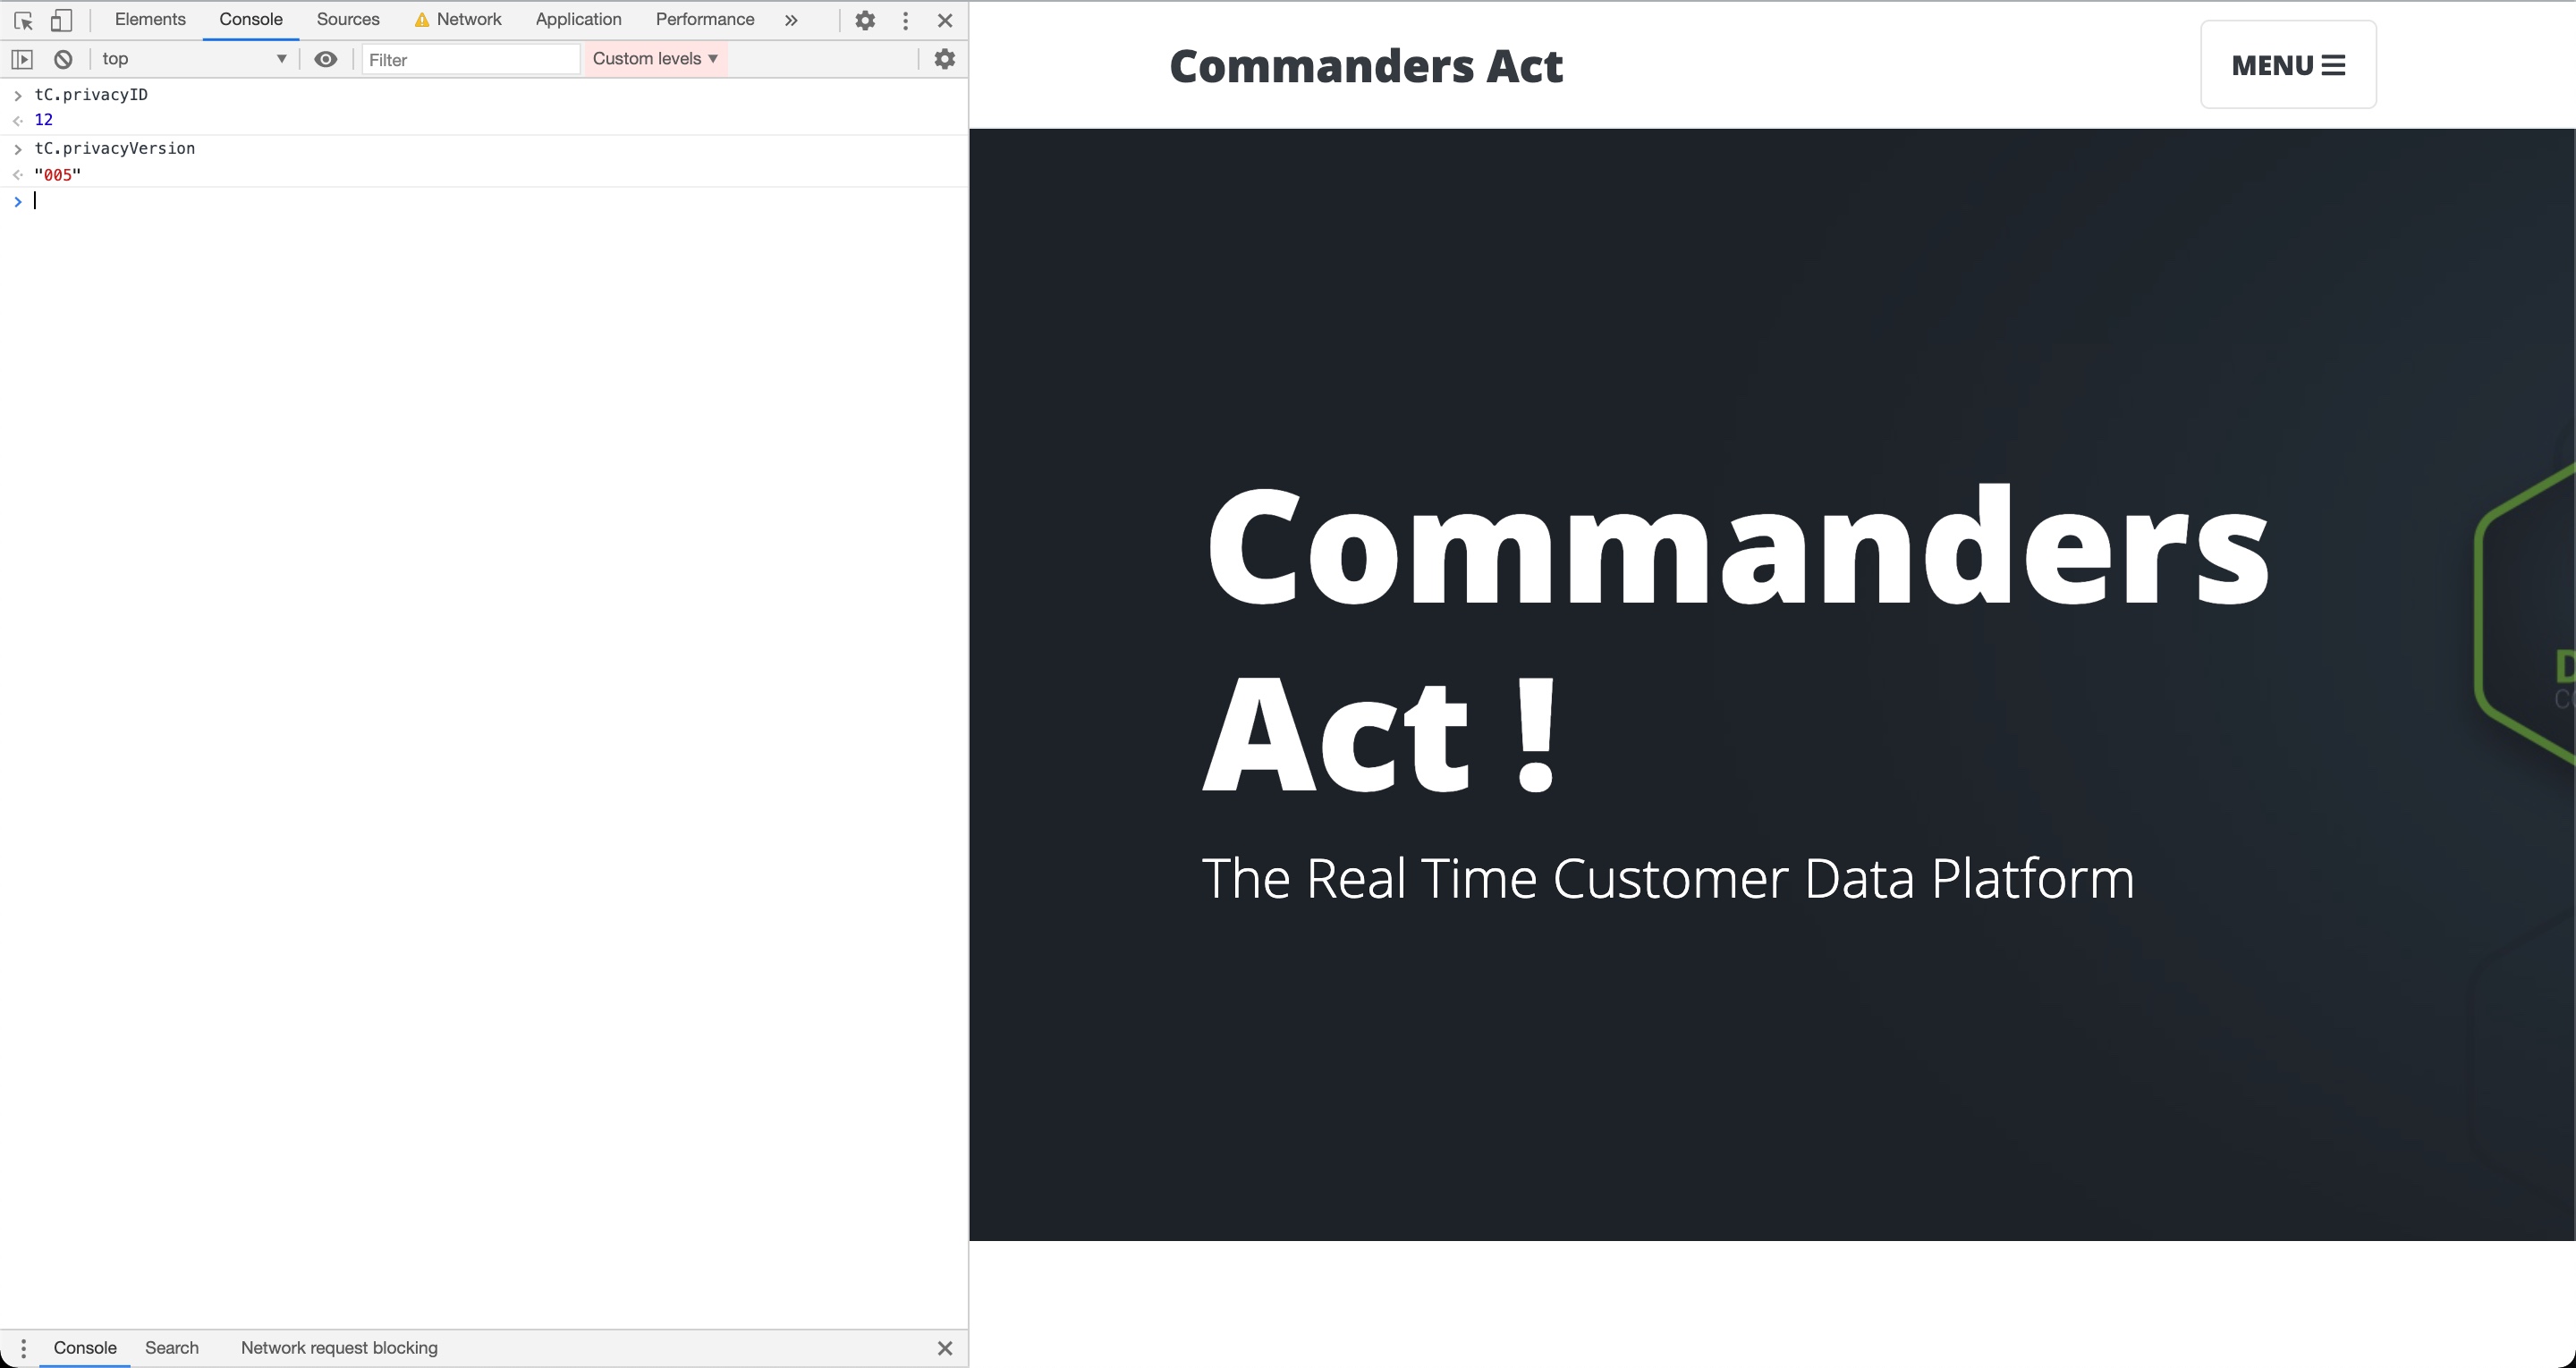 Elements Console Sources Network Application Performance
top Filter Custom levels
tC.privacyID
12
tC.privacyVersion
"005"
Console Search Network request blocking
Commanders Act
MENU
Commanders
Act !
The Real Time Customer Data Platform